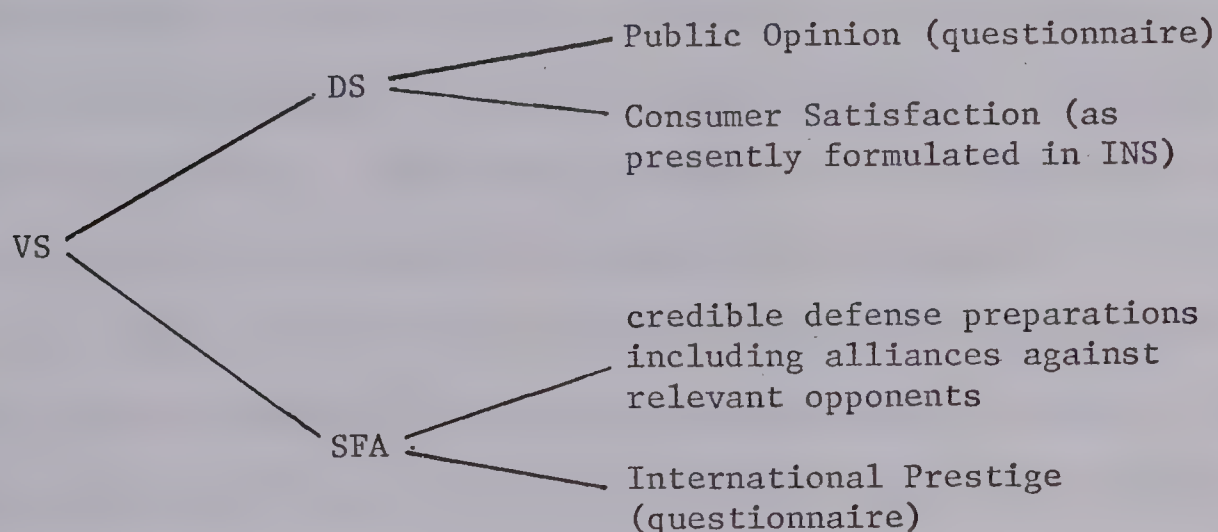 Public Opinion (questionnaire)
DS
Consumer Satisfaction (as
presently formulated in INS)
VS
credible defense preparations
including alliances against
relevant opponents
SFA
International Prestige
(questionnaire)